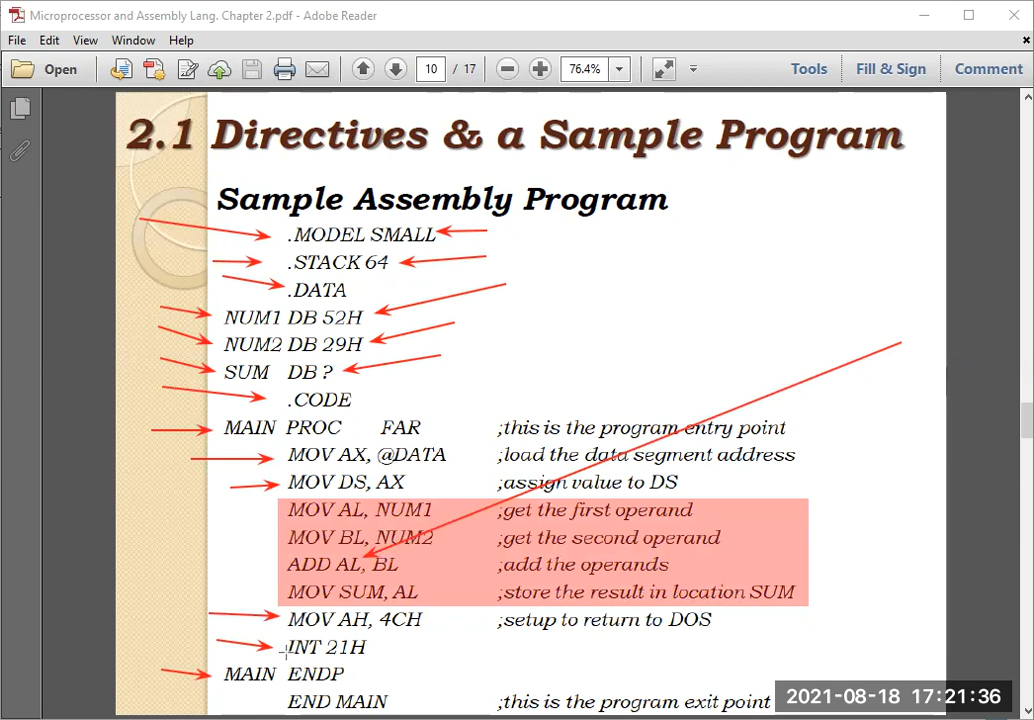 Microprocessor and Assembly Lang. Chapter 2.pdf - Adobe Reader
File Edit View Window Help
Open 10 / 17 76.4% Tools Fill & Sign Comment
2.1 Directives & a Sample Program
Sample Assembly Program
.MODEL SMALL
.STACK 64
.DATA
NUM1 DB 52H
NUM2 DB 29H
SUM DB ?
.CODE
MAIN PROC FAR ;this is the program entry point
MOV AX, @DATA ;load the data segment address
MOV DS, AX ;assign value to DS
MOV AL, NUM1 ;get the first operand
MOV BL, NUM2 ;get the second operand
ADD AL, BL ;add the operands
MOV SUM, AL ;store the result in location SUM
MOV AH, 4CH ;setup to return to DOS
INT 21H
MAIN ENDP
END MAIN ;this is the program exit point
2021-08-18 17:21:36